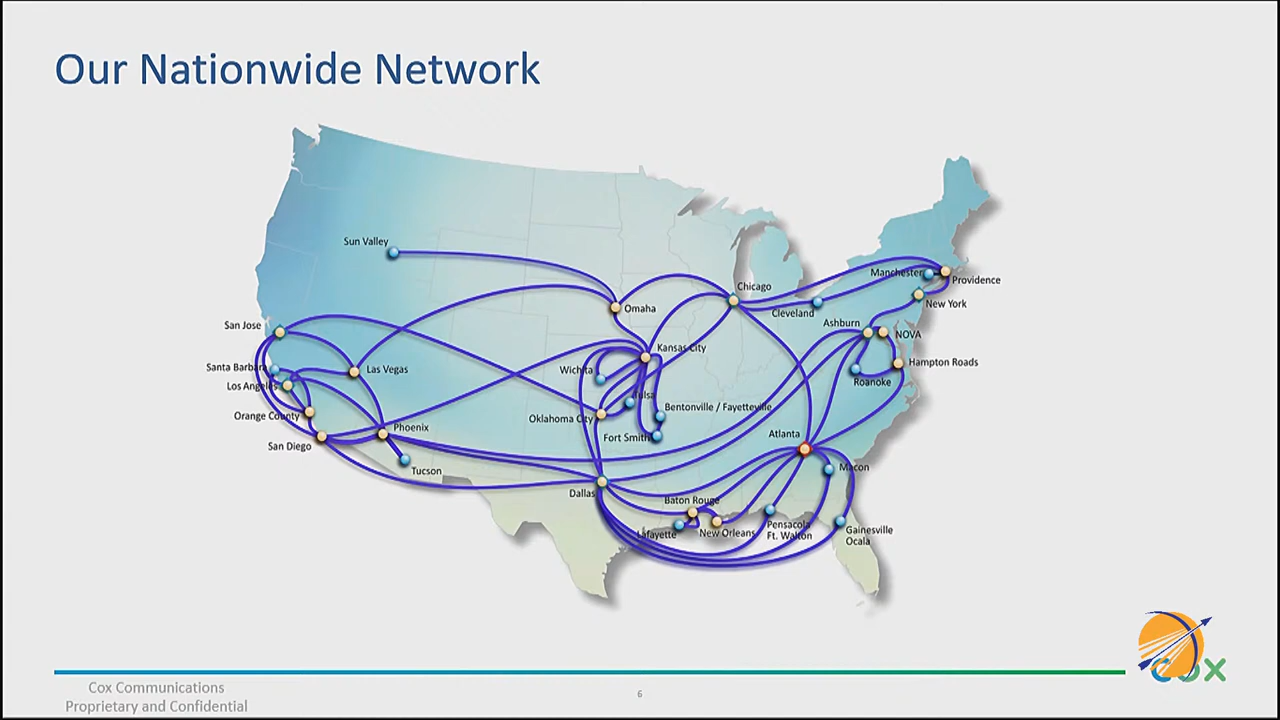 Our Nationwide Network
Sun Valley
Chicago
Manchester
Providence
Omaha
New York
Cleveland
Ashburn
San Jose
NOVA
Kansas City
Hampton Roads
Santa Barbara
Las Vegas
Wichita
Roanoke
Los Angeles
Tulsa
Bentonville / Fayetteville
Orange County
Oklahoma City
Phoenix
Fort Smith
Atlanta
San Diego
Tucson
Macon
Dallas
Baton Rouge
Lafayette
New Orleans
Pensacola
Ft. Walton
Gainesville
Ocala
cox
Cox Communications
Proprietary and Confidential
6